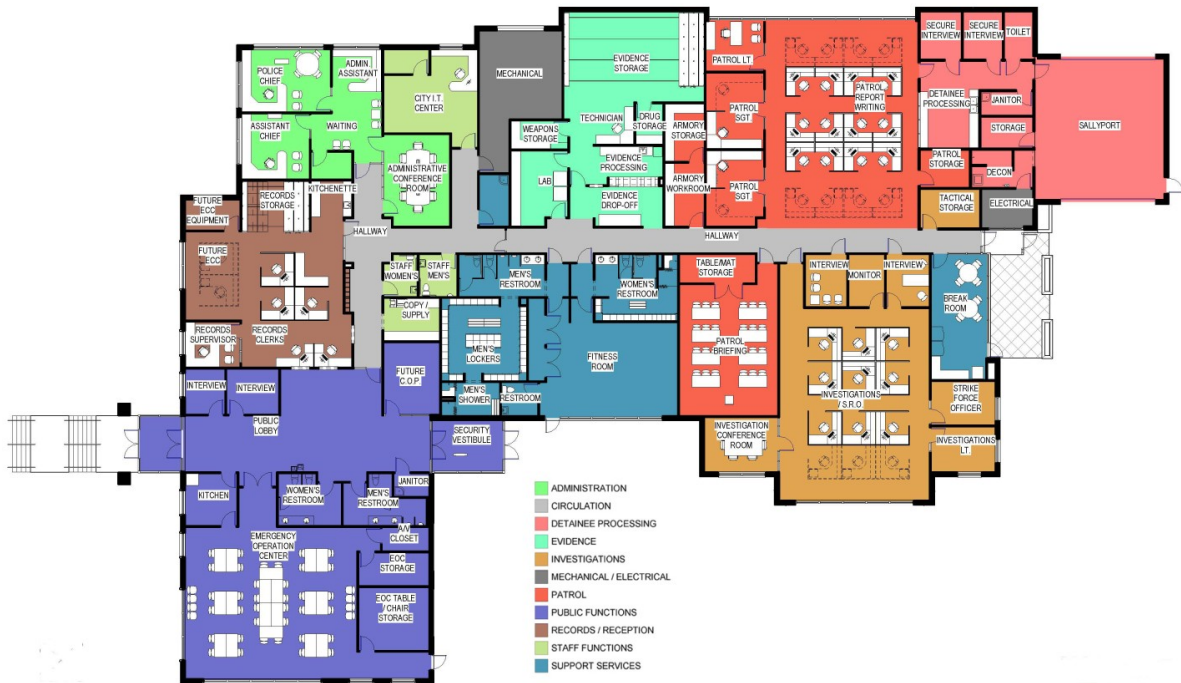 POLICE
CHIEF
ADMIN.
ASSISTANT
ASSISTANT
CHIEF
WAITING
CITY I.T.
CENTER
ADMINISTRATIVE
CONFERENCE
ROOM
MECHANICAL
EVIDENCE
STORAGE
TECHNICIAN
DRUG
STORAGE
WEAPONS
STORAGE
LAB
EVIDENCE
PROCESSING
EVIDENCE
DROP-OFF
ARMORY
STORAGE
ARMORY
WORKROOM
PATROL LT.
PATROL
SGT
PATROL
SGT
PATROL
REPORT
WRITING
SECURE
INTERVIEW
SECURE
INTERVIEW
TOILET
DETAINEE
PROCESSING
JANITOR
STORAGE
SALLYPORT
PATROL
STORAGE
DECON
TACTICAL
STORAGE
ELECTRICAL
FUTURE
ECC
EQUIPMENT
RECORDS
STORAGE
KITCHENETTE
HALLWAY
HALLWAY
FUTURE
ECC
RECORDS
SUPERVISOR
RECORDS
CLERKS
STAFF
WOMEN'S
STAFF
MEN'S
COPY /
SUPPLY
MEN'S
RESTROOM
WOMEN'S
RESTROOM
MEN'S
LOCKERS
MEN'S
SHOWER
RESTROOM
FITNESS
ROOM
TABLE/MAT
STORAGE
PATROL
BRIEFING
INTERVIEW
MONITOR
INTERVIEW
BREAK
ROOM
INVESTIGATIONS
/ S.R.O
STRIKE
FORCE
OFFICER
INVESTIGATIONS
LT.
INVESTIGATION
CONFERENCE
ROOM
INTERVIEW
INTERVIEW
FUTURE
C.O.P
PUBLIC
LOBBY
SECURITY
VESTIBULE
KITCHEN
WOMEN'S
RESTROOM
MEN'S
RESTROOM
JANITOR
A/V
CLOSET
EMERGENCY
OPERATION
CENTER
EOC
STORAGE
EOC TABLE
/ CHAIR
STORAGE
ADMINISTRATION
CIRCULATION
DETAINEE PROCESSING
EVIDENCE
INVESTIGATIONS
MECHANICAL / ELECTRICAL
PATROL
PUBLIC FUNCTIONS
RECORDS / RECEPTION
STAFF FUNCTIONS
SUPPORT SERVICES